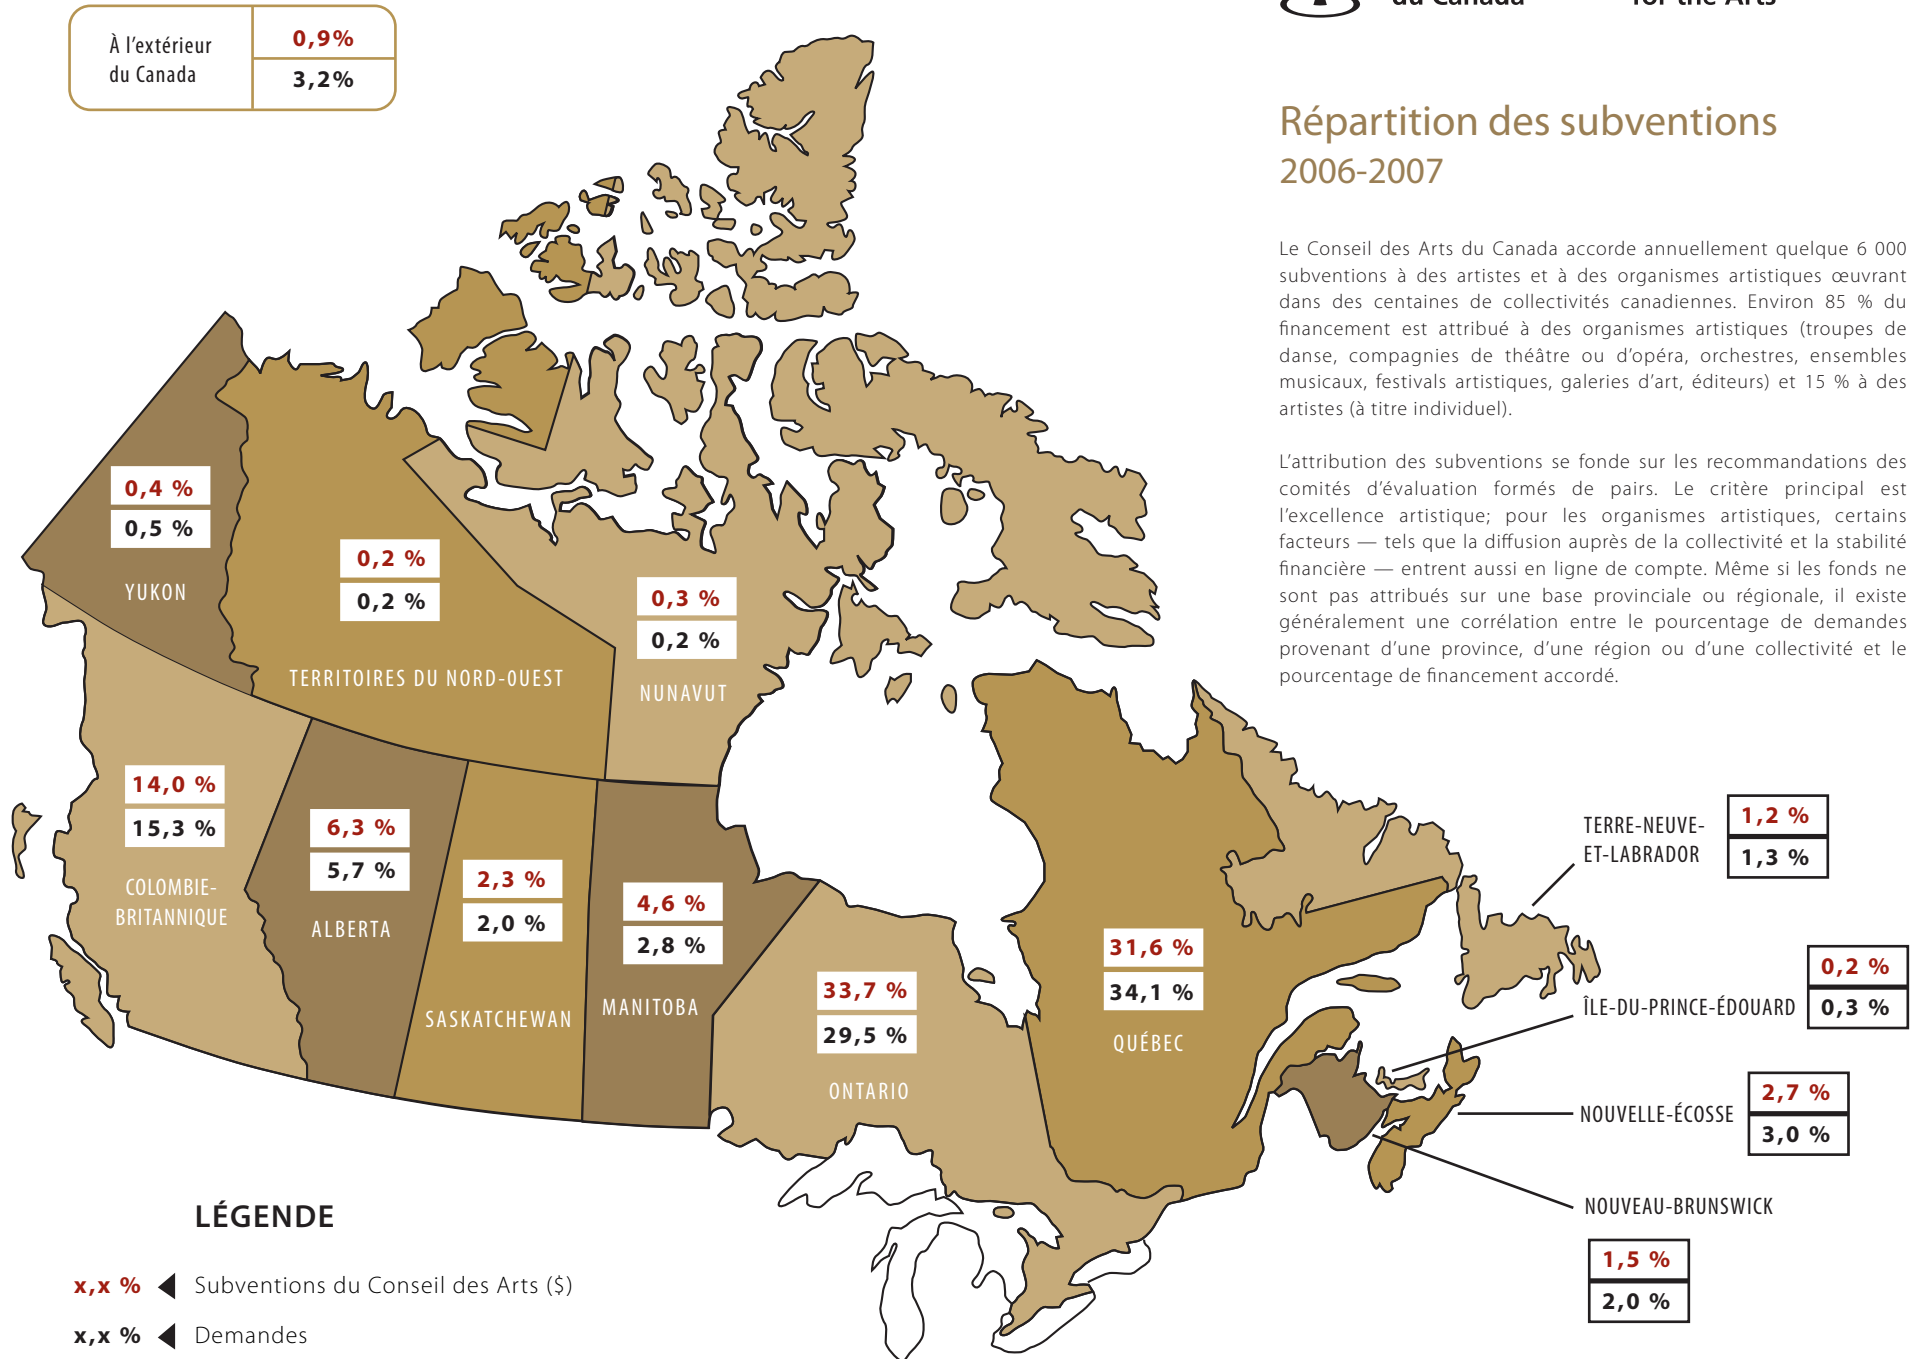 du Canada for the Arts
À l'extérieur
du Canada
0,9%
3,2%
Répartition des subventions
2006-2007
Le Conseil des Arts du Canada accorde annuellement quelque 6 000
subventions à des artistes et à des organismes artistiques œuvrant
dans des centaines de collectivités canadiennes. Environ 85 % du
financement est attribué à des organismes artistiques (troupes de
danse, compagnies de théâtre ou d'opéra, orchestres, ensembles
musicaux, festivals artistiques, galeries d'art, éditeurs) et 15 % à des
artistes (à titre individuel).
L'attribution des subventions se fonde sur les recommandations des
comités d'évaluation formés de pairs. Le critère principal est
l'excellence artistique; pour les organismes artistiques, certains
facteurs — tels que la diffusion auprès de la collectivité et la stabilité
financière — entrent aussi en ligne de compte. Même si les fonds ne
sont pas attribués sur une base provinciale ou régionale, il existe
généralement une corrélation entre le pourcentage de demandes
provenant d'une province, d'une région ou d'une collectivité et le
pourcentage de financement accordé.
0,4 %
0,5 %
YUKON
0,2 %
0,2 %
TERRITOIRES DU NORD-OUEST
0,3 %
0,2 %
NUNAVUT
14,0 %
15,3 %
COLOMBIE-
BRITANNIQUE
6,3 %
5,7 %
ALBERTA
2,3 %
2,0 %
SASKATCHEWAN
4,6 %
2,8 %
MANITOBA
33,7 %
29,5 %
ONTARIO
31,6 %
34,1 %
QUÉBEC
TERRE-NEUVE-
ET-LABRADOR
1,2 %
1,3 %
ÎLE-DU-PRINCE-ÉDOUARD
0,2 %
0,3 %
NOUVELLE-ÉCOSSE
2,7 %
3,0 %
NOUVEAU-BRUNSWICK
1,5 %
2,0 %
LÉGENDE
x,x % Subventions du Conseil des Arts ($)
x,x % Demandes